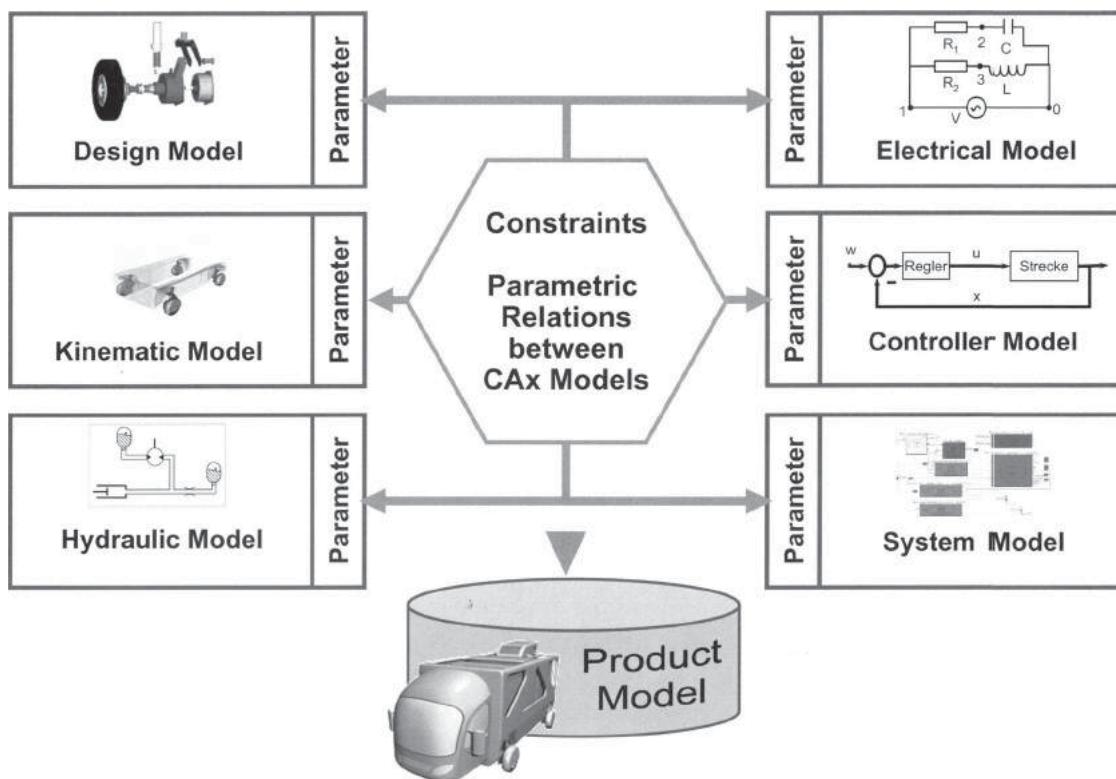 Design Model
Parameter
Parameter
R1
2
C
R2
3
L
1
V
0
Electrical Model
Kinematic Model
Parameter
Constraints
Parametric
Relations
between
CAx Models
Parameter
w
Regler
u
Strecke
x
Controller Model
Hydraulic Model
Parameter
Parameter
System Model
Product
Model